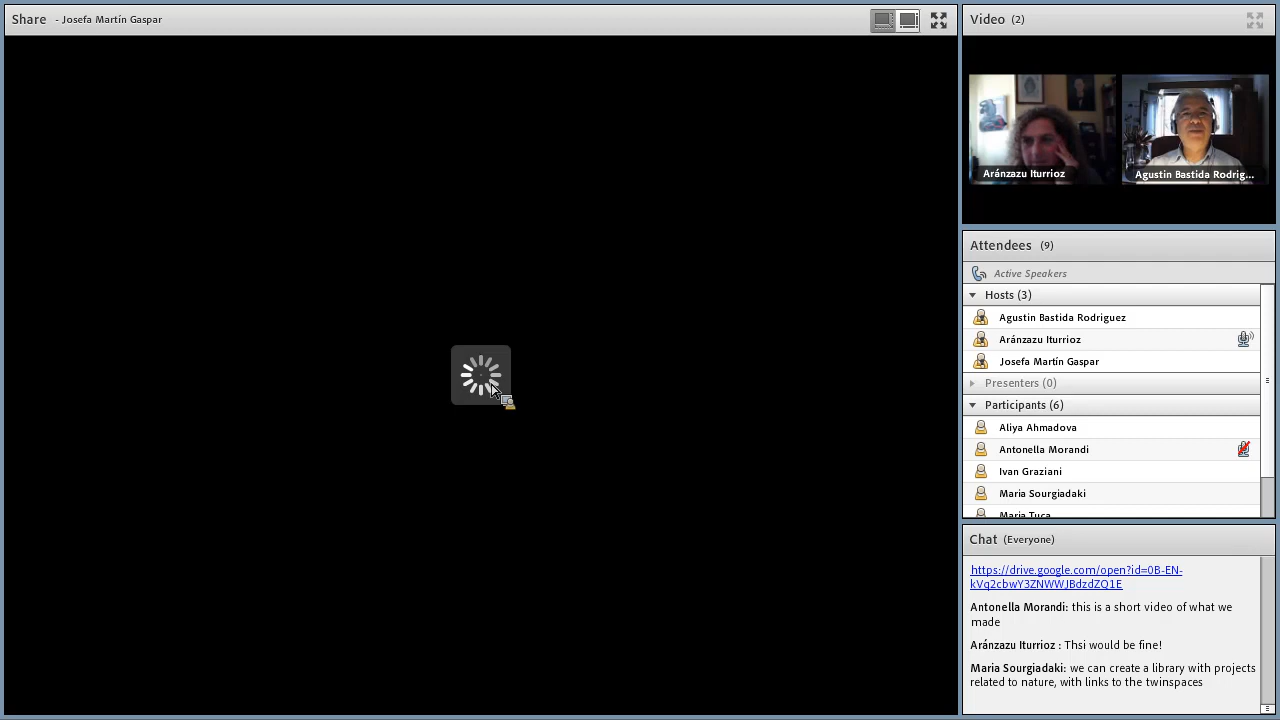 Share - Josefa Martín Gaspar
Video (2)
Aránzazu Iturrioz
Agustin Bastida Rodrig...
Attendees (9)
Active Speakers
Hosts (3)
Agustin Bastida Rodriguez
Aránzazu Iturrioz
Josefa Martín Gaspar
Presenters (0)
Participants (6)
Aliya Ahmadova
Antonella Morandi
Ivan Graziani
Maria Sourgiadaki
Maria Tuca
Chat (Everyone)
https://drive.google.com/open?id=0B-EN-
kVq2cbwY3ZNWWJBdzdZQ1E
Antonella Morandi: this is a short video of what we
made
Aránzazu Iturrioz : Thsi would be fine!
Maria Sourgiadaki: we can create a library with projects
related to nature, with links to the twinspaces